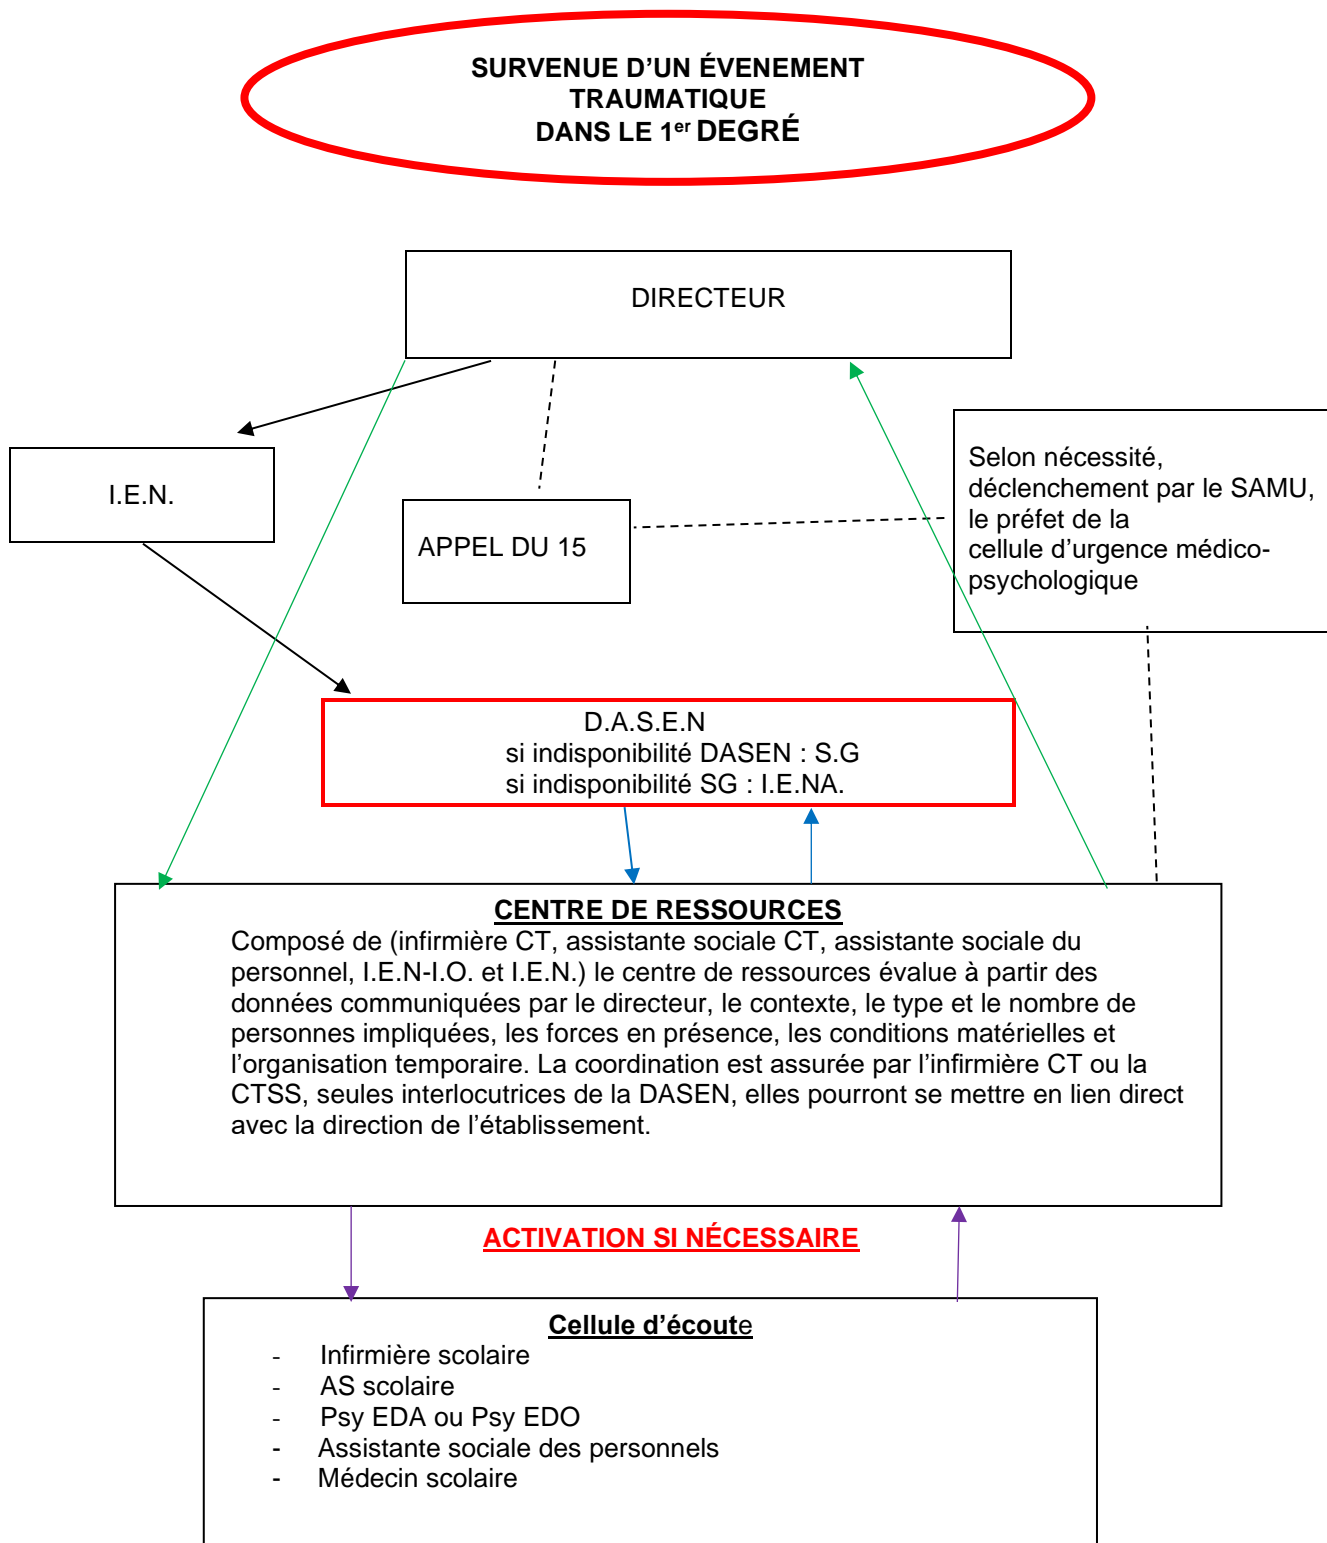 SURVENUE D’UN ÉVENEMENT
TRAUMATIQUE
DANS LE 1er DEGRÉ
DIRECTEUR
I.E.N.
APPEL DU 15
Selon nécessité,
déclenchement par le SAMU,
le préfet de la
cellule d’urgence médico-
psychologique
D.A.S.E.N
si indisponibilité DASEN : S.G
si indisponibilité SG : I.E.NA.
CENTRE DE RESSOURCES
Composé de (infirmière CT, assistante sociale CT, assistante sociale du
personnel, I.E.N-I.O. et I.E.N.) le centre de ressources évalue à partir des
données communiquées par le directeur, le contexte, le type et le nombre de
personnes impliquées, les forces en présence, les conditions matérielles et
l’organisation temporaire. La coordination est assurée par l’infirmière CT ou la
CTSS, seules interlocutrices de la DASEN, elles pourront se mettre en lien direct
avec la direction de l’établissement.
ACTIVATION SI NÉCESSAIRE
Cellule d’écoute
- Infirmière scolaire
- AS scolaire
- Psy EDA ou Psy EDO
- Assistante sociale des personnels
- Médecin scolaire